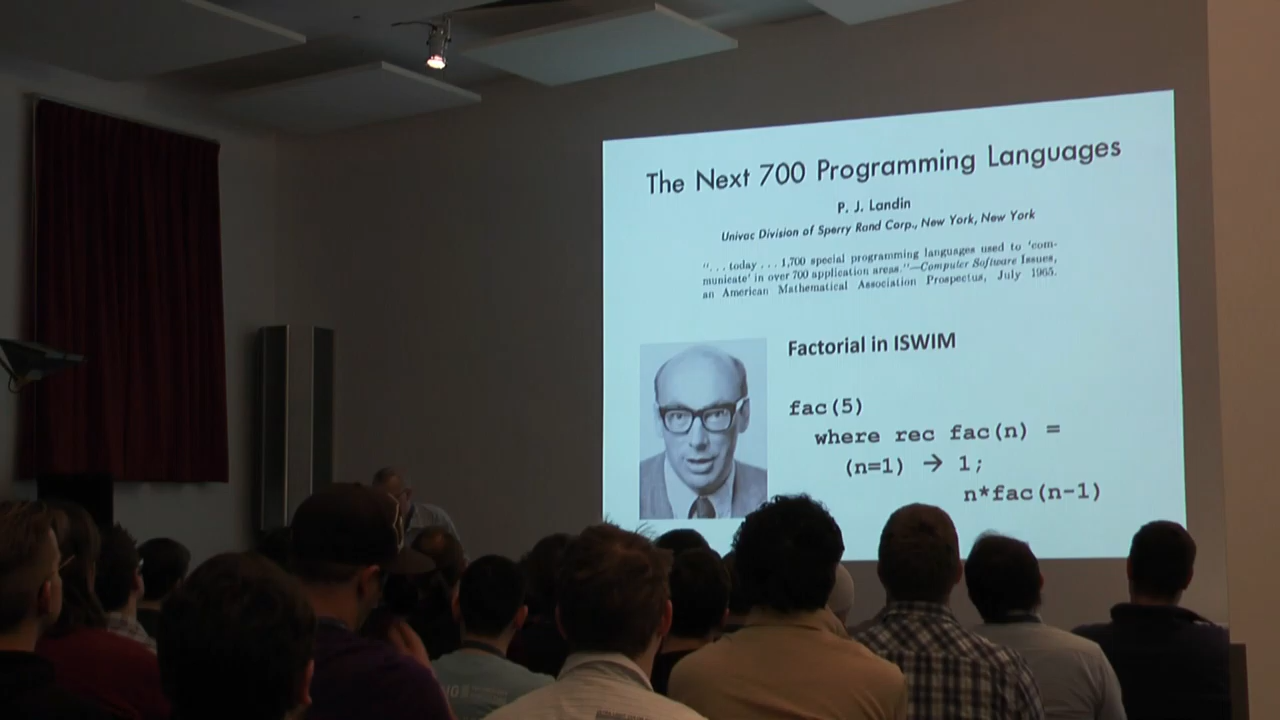 The Next 700 Programming Languages
P. J. Landin
Univac Division of Sperry Rand Corp., New York, New York
“. . . today . . . 1,700 special programming languages used to ‘com-
municate’ in over 700 application areas.”—Computer Software Issues,
an American Mathematical Association Prospectus, July 1965.
Factorial in ISWIM
fac(5)
where rec fac(n) =
(n=1) → 1;
n*fac(n-1)